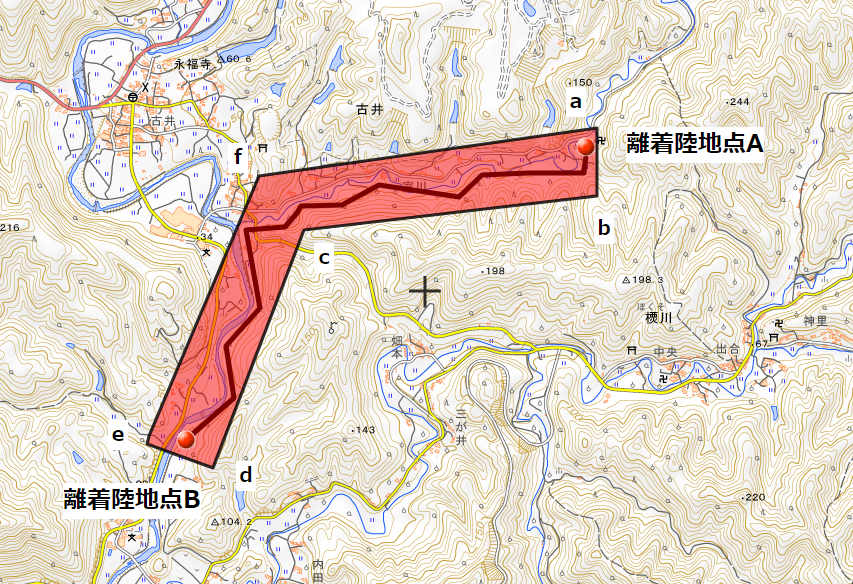 永福寺
60.6
古井
古井
150
a
244
離着陸地点A
f
216
34
b
c
198
198.3
ほくそ
神里
67
畑
本
中央
出合
三が井
e
143
d
離着陸地点B
104.2
220
内
田